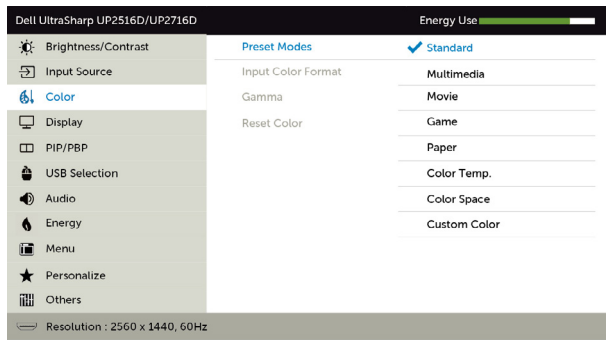 Dell UltraSharp UP2516D/UP2716D
Energy Use
Brightness/Contrast
Input Source
Color
Display
PIP/PBP
USB Selection
Audio
Energy
Menu
Personalize
Others
Preset Modes
Input Color Format
Gamma
Reset Color
Standard
Multimedia
Movie
Game
Paper
Color Temp.
Color Space
Custom Color
Resolution : 2560 x 1440, 60Hz